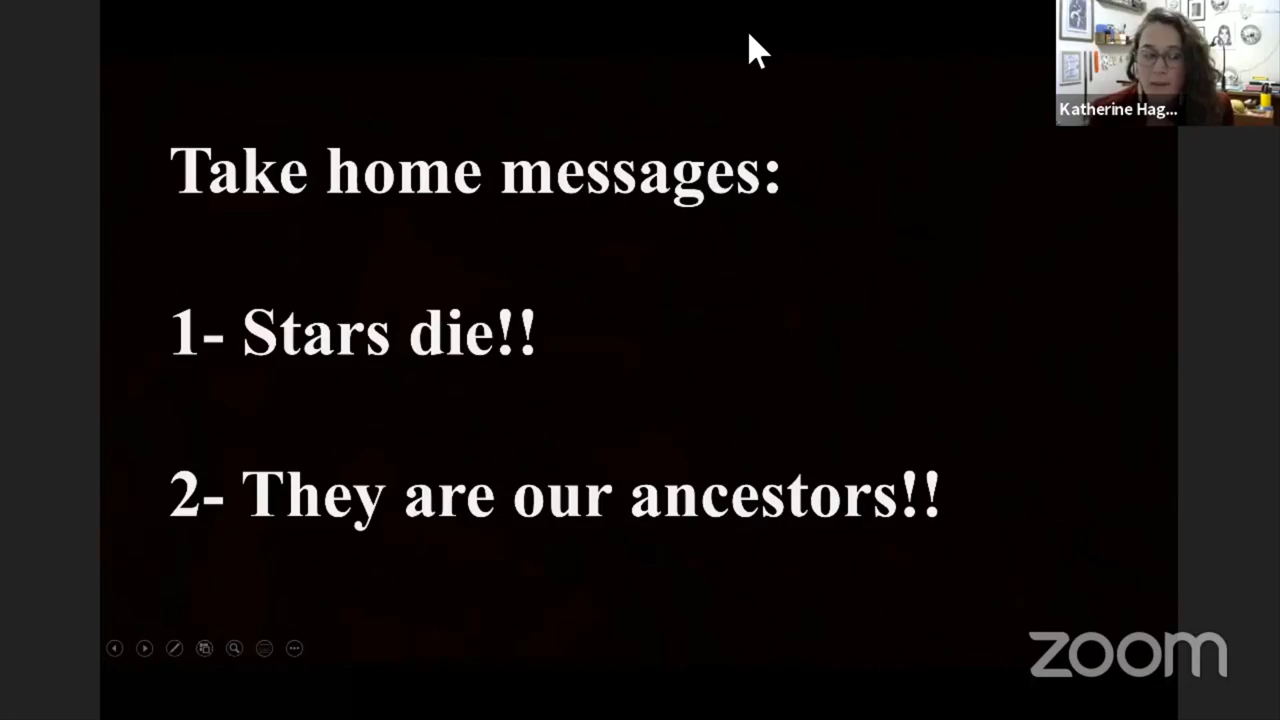 Katherine Hag...
Take home messages:
1- Stars die!!
2- They are our ancestors!!
zoom